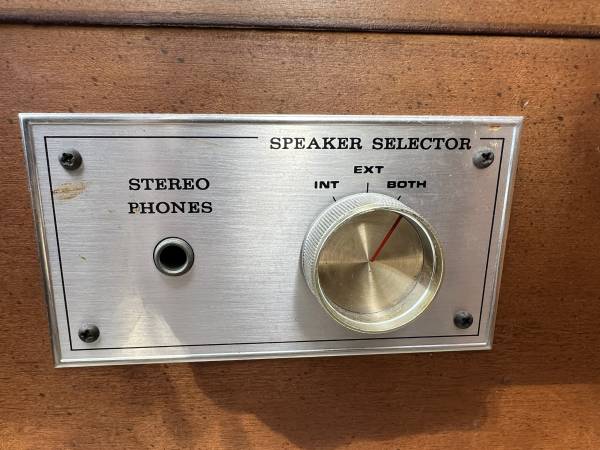 SPEAKER SELECTOR
STEREO
PHONES
EXT
INT
BOTH